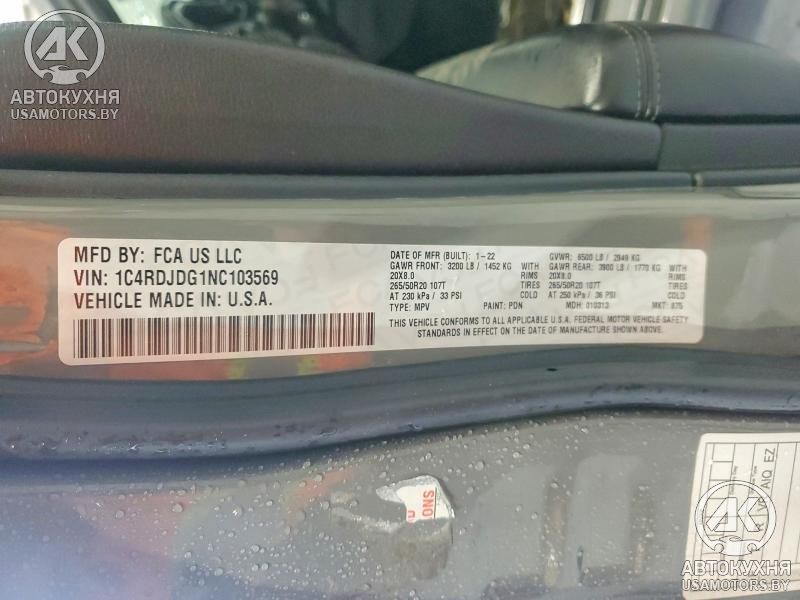 АК
АВТОКУХНЯ
USAMOTORS.BY
MFD BY: FCA US LLC
VIN: 1C4RDJDG1NC103569
VEHICLE MADE IN U.S.A.
DATE OF MFR (BUILT): 1-22 GVWR: 6500 LB / 2949 KG
GAWR FRONT: 3200 LB / 1452 KG WITH GAWR REAR: 3900 LB / 1770 KG WITH
20X8.0 RIMS 20X8.0 RIMS
265/50R20 107T TIRES 265/50R20 107T TIRES
AT 230 kPa / 33 PSI COLD AT 250 kPa / 36 PSI COLD
TYPE: MPV PAINT: PDN MDH: 010313 MKT: 875
THIS VEHICLE CONFORMS TO ALL APPLICABLE U.S.A. FEDERAL MOTOR VEHICLE SAFETY
STANDARDS IN EFFECT ON THE DATE OF MANUFACTURE SHOWN ABOVE.
ONS
AIQ EZ
АК
АВТОКУХНЯ
USAMOTORS.BY